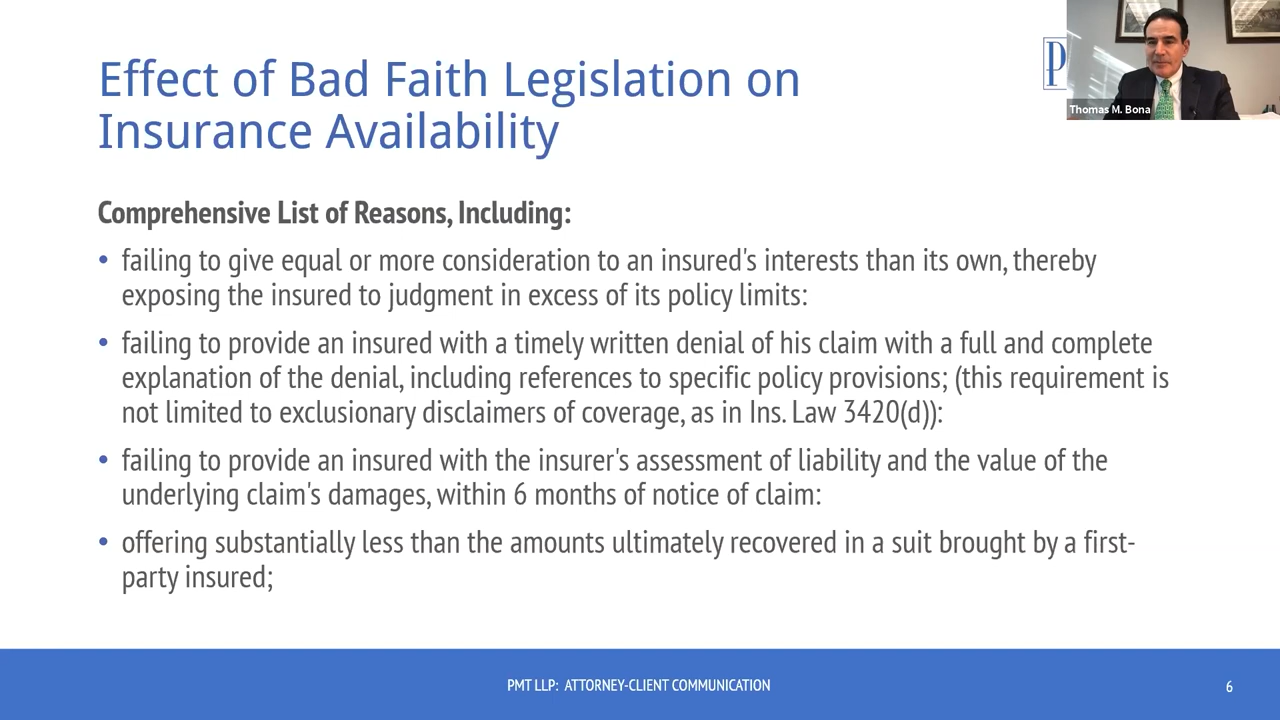 Effect of Bad Faith Legislation on
Insurance Availability
P
Thomas M. Bona
Comprehensive List of Reasons, Including:
• failing to give equal or more consideration to an insured's interests than its own, thereby
exposing the insured to judgment in excess of its policy limits:
• failing to provide an insured with a timely written denial of his claim with a full and complete
explanation of the denial, including references to specific policy provisions; (this requirement is
not limited to exclusionary disclaimers of coverage, as in Ins. Law 3420(d)):
• failing to provide an insured with the insurer's assessment of liability and the value of the
underlying claim's damages, within 6 months of notice of claim:
• offering substantially less than the amounts ultimately recovered in a suit brought by a first-
party insured;
PMT LLP: ATTORNEY-CLIENT COMMUNICATION
6